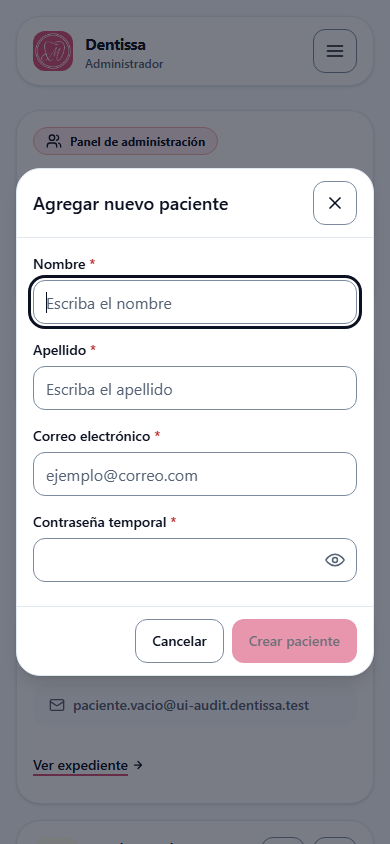 Dentissa
Administrador
Panel de administración
Agregar nuevo paciente
Nombre *
Escriba el nombre
Apellido *
Escriba el apellido
Correo electrónico *
ejemplo@correo.com
Contraseña temporal *
Cancelar
Crear paciente
paciente.vacio@ui-audit.dentissa.test
Ver expediente →